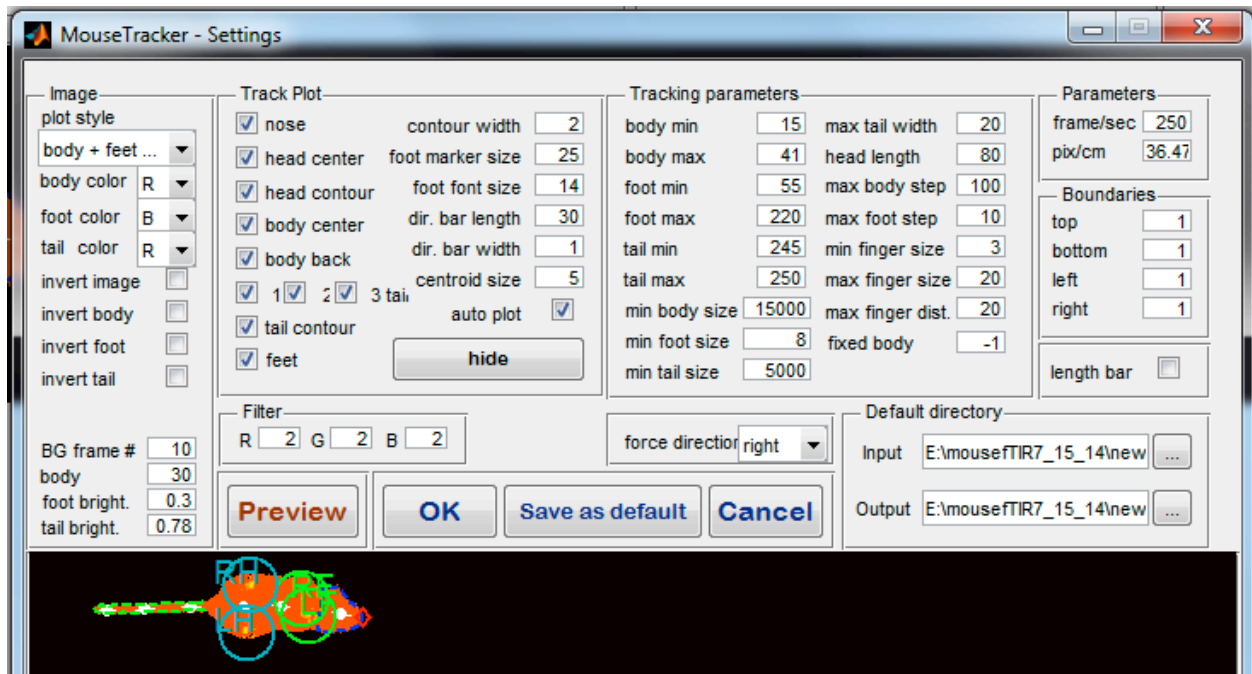 MouseTracker - Settings
Image
plot style
body + feet ...
body color R
foot color B
tail color R
invert image
invert body
invert foot
invert tail
BG frame # 10
body 30
foot bright. 0.3
tail bright. 0.78
Track Plot
nose
head center
head contour
body center
body back
1 2 3 tail
tail contour
feet
contour width 2
foot marker size 25
foot font size 14
dir. bar length 30
dir. bar width 1
centroid size 5
auto plot
hide
Filter
R 2 G 2 B 2
Tracking parameters
body min 15
body max 41
foot min 55
foot max 220
tail min 245
tail max 250
min body size 15000
min foot size 8
min tail size 5000
max tail width 20
head length 80
max body step 100
max foot step 10
min finger size 3
max finger size 20
max finger dist. 20
fixed body -1
force direction right
Parameters
frame/sec 250
pix/cm 36.47
Boundaries
top 1
bottom 1
left 1
right 1
length bar
Default directory
Input E:\mousefTIR7_15_14\new ...
Output E:\mousefTIR7_15_14\new ...
Preview OK Save as default Cancel
RH RF
LH L